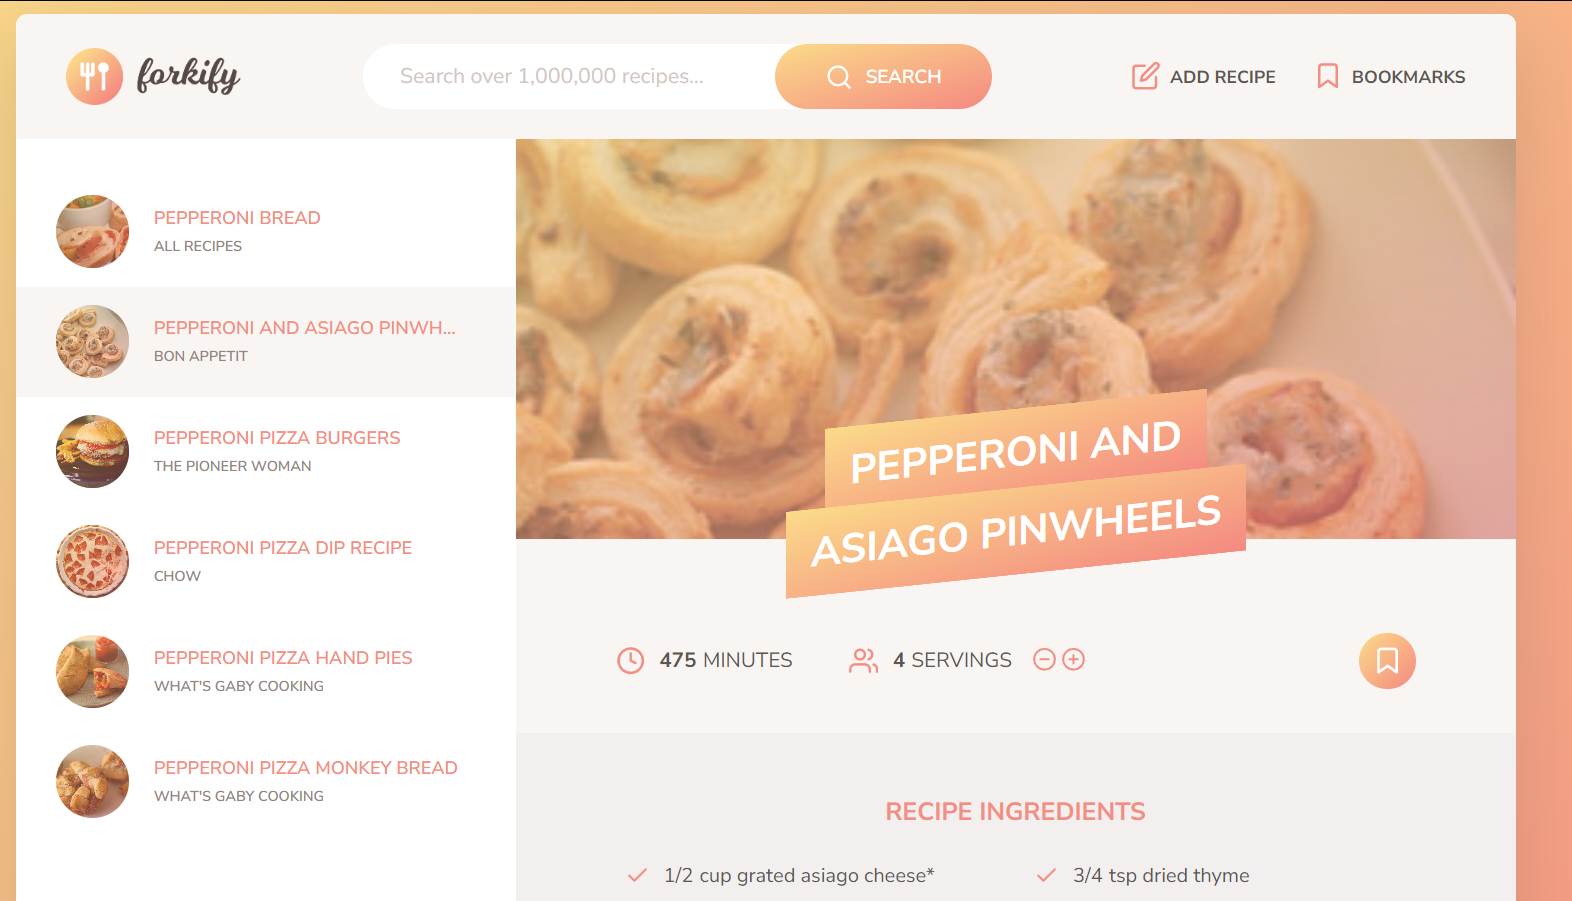 forkify
Search over 1,000,000 recipes...
SEARCH
ADD RECIPE
BOOKMARKS
PEPPERONI BREAD
ALL RECIPES
PEPPERONI AND ASIAGO PINWH...
BON APPETIT
PEPPERONI PIZZA BURGERS
THE PIONEER WOMAN
PEPPERONI PIZZA DIP RECIPE
CHOW
PEPPERONI PIZZA HAND PIES
WHAT'S GABY COOKING
PEPPERONI PIZZA MONKEY BREAD
WHAT'S GABY COOKING
PEPPERONI AND
ASIAGO PINWHEELS
475 MINUTES
4 SERVINGS
RECIPE INGREDIENTS
1/2 cup grated asiago cheese*
3/4 tsp dried thyme